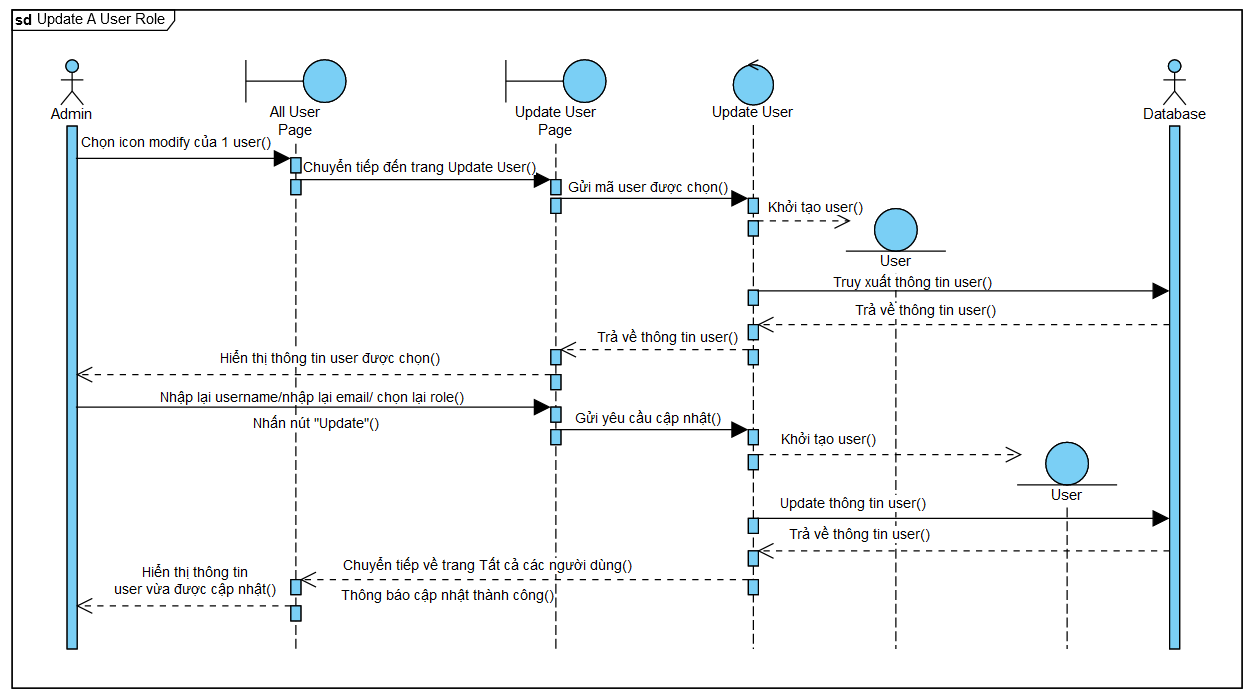 sd Update A User Role
Admin
All User
Page
Update User
Page
Update User
Database
Chọn icon modify của 1 user()
Chuyển tiếp đến trang Update User()
Gửi mã user được chọn()
Khởi tạo user()
User
Truy xuất thông tin user()
Trả về thông tin user()
Trả về thông tin user()
Hiển thị thông tin user được chọn()
Nhập lại username/nhập lại email/ chọn lại role()
Nhấn nút "Update"()
Gửi yêu cầu cập nhật()
Khởi tạo user()
User
Update thông tin user()
Trả về thông tin user()
Chuyển tiếp về trang Tất cả các người dùng()
Thông báo cập nhật thành công()
Hiển thị thông tin
user vừa được cập nhật()